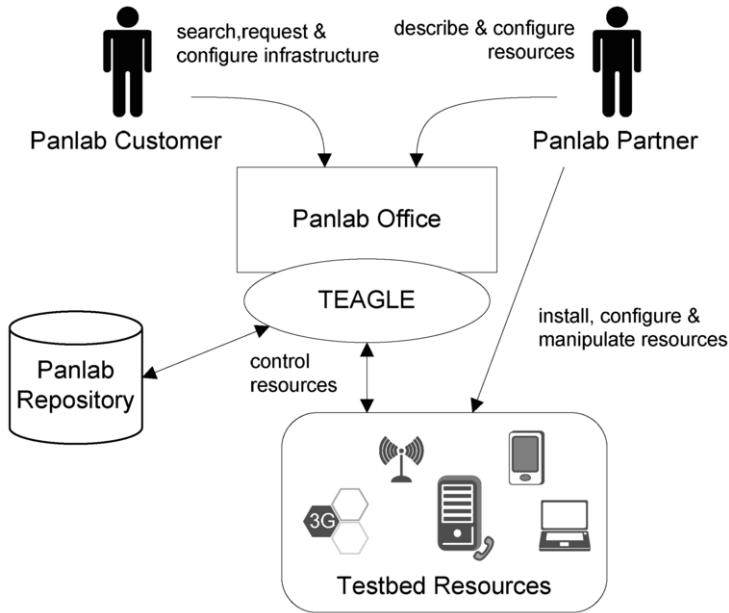 search,request &
configure infrastructure
describe & configure
resources
Panlab Customer
Panlab Partner
Panlab Office
TEAGLE
install, configure &
manipulate resources
control
resources
Panlab
Repository
3G
Testbed Resources